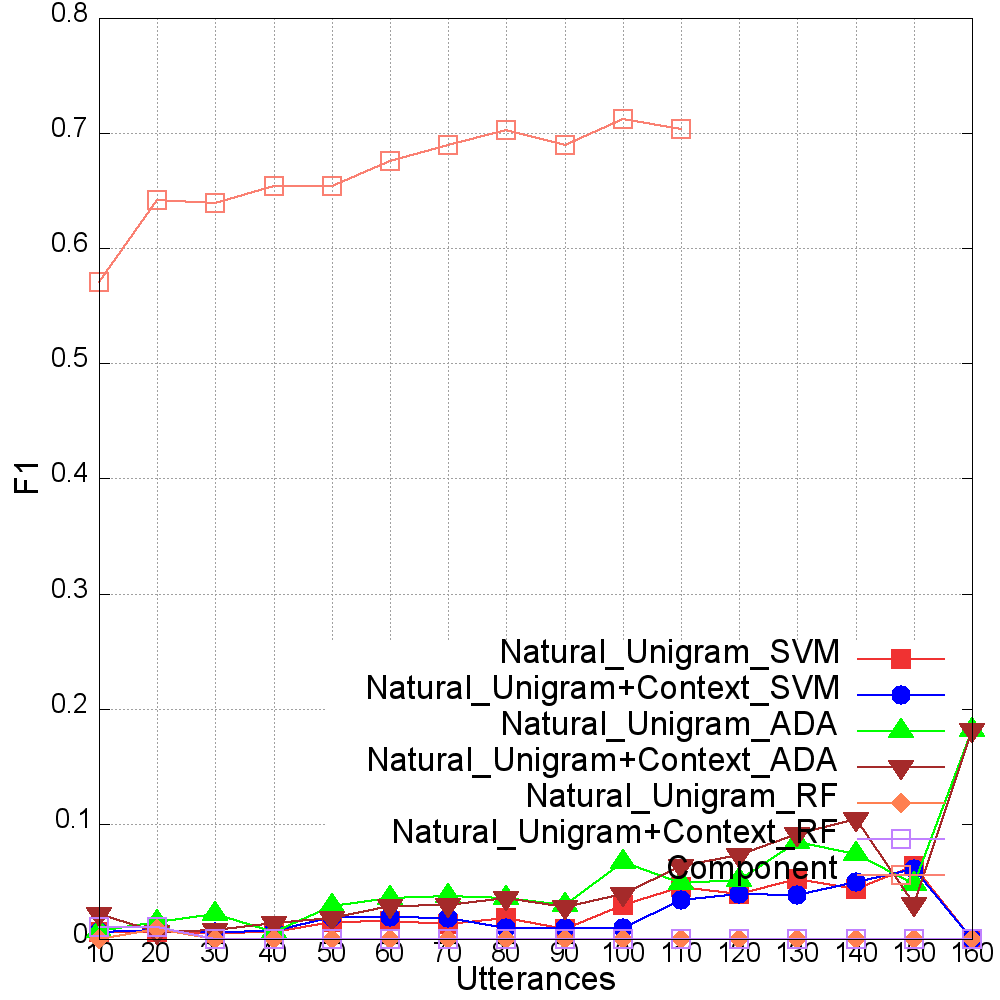 0.8
0.7
0.6
0.5
0.4
0.3
0.2
0.1
0
F1
Natural_Unigram_SVM
Natural_Unigram+Context_SVM
Natural_Unigram_ADA
Natural_Unigram+Context_ADA
Natural_Unigram_RF
Natural_Unigram+Context_RF
Component
10 20 30 40 50 60 70 80 90 100 110 120 130 140 150 160
Utterances